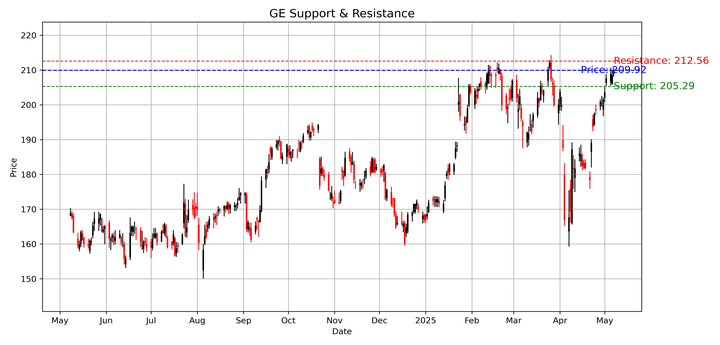 GE Support & Resistance
Resistance: 212.56
Price: 209.92
Support: 205.29
Price
220
210
200
190
180
170
160
150
May Jun Jul Aug Sep Oct Nov Dec 2025 Feb Mar Apr May
Date